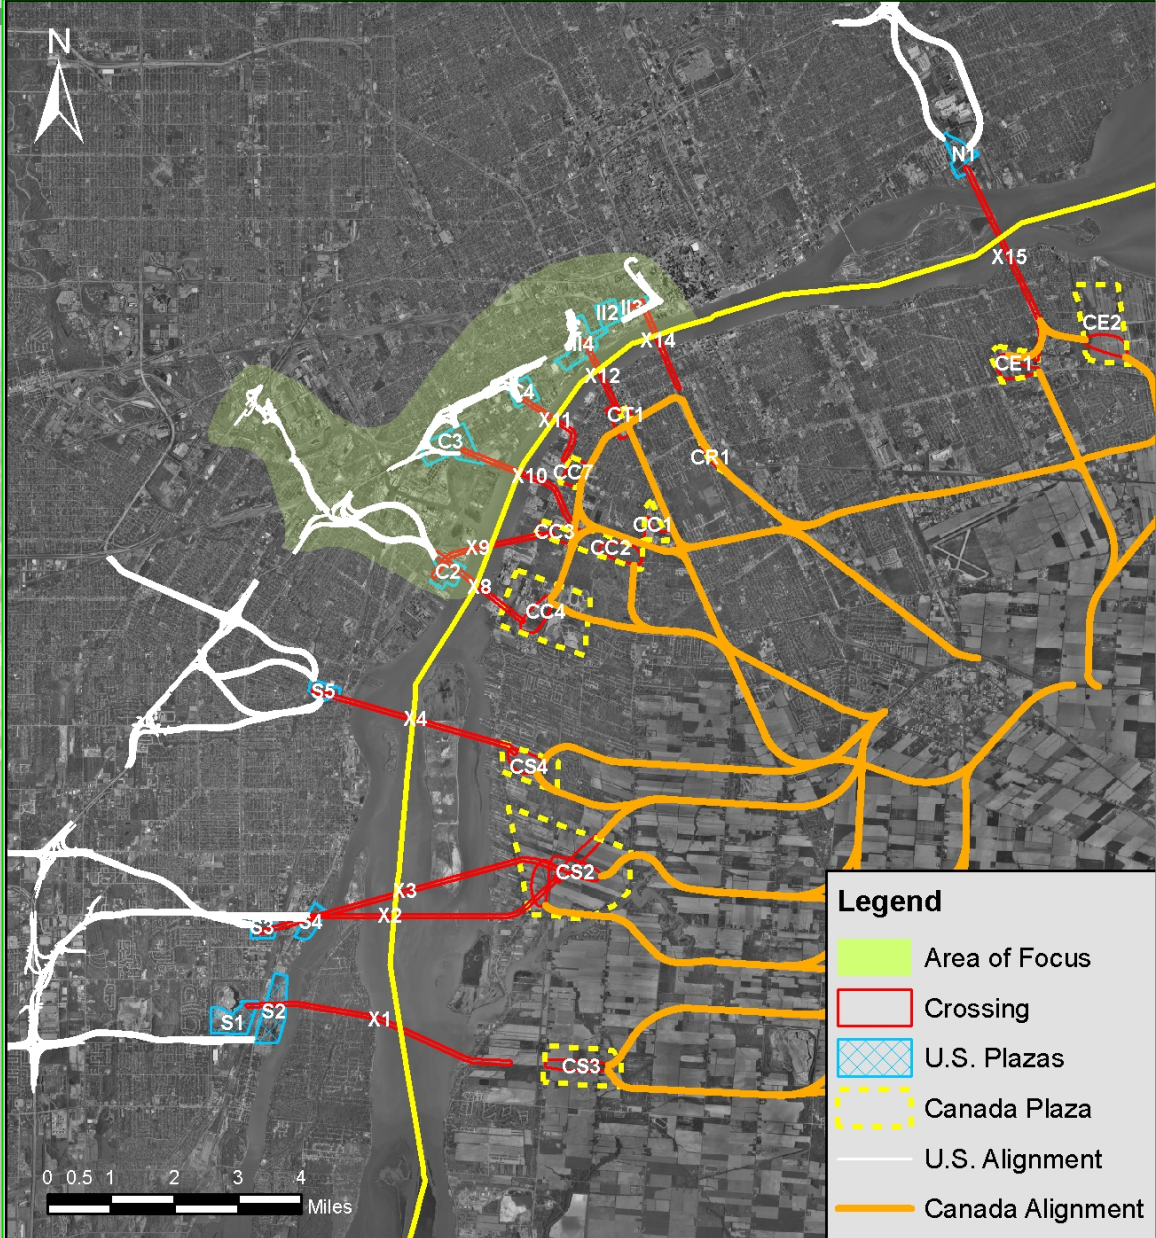 N
N1
X15
CE2
CE1
II2
II3
II4
X14
X12
C4
X11
CT1
C3
X10
CC7
CR1
CC3
CC1
X9
CC2
C2
X8
CC4
S5
X4
CS4
X3
CS2
X2
S3
S4
S2
S1
X1
CS3
0 0.5 1 2 3 4
Miles
Legend
Area of Focus
Crossing
U.S. Plazas
Canada Plaza
U.S. Alignment
Canada Alignment